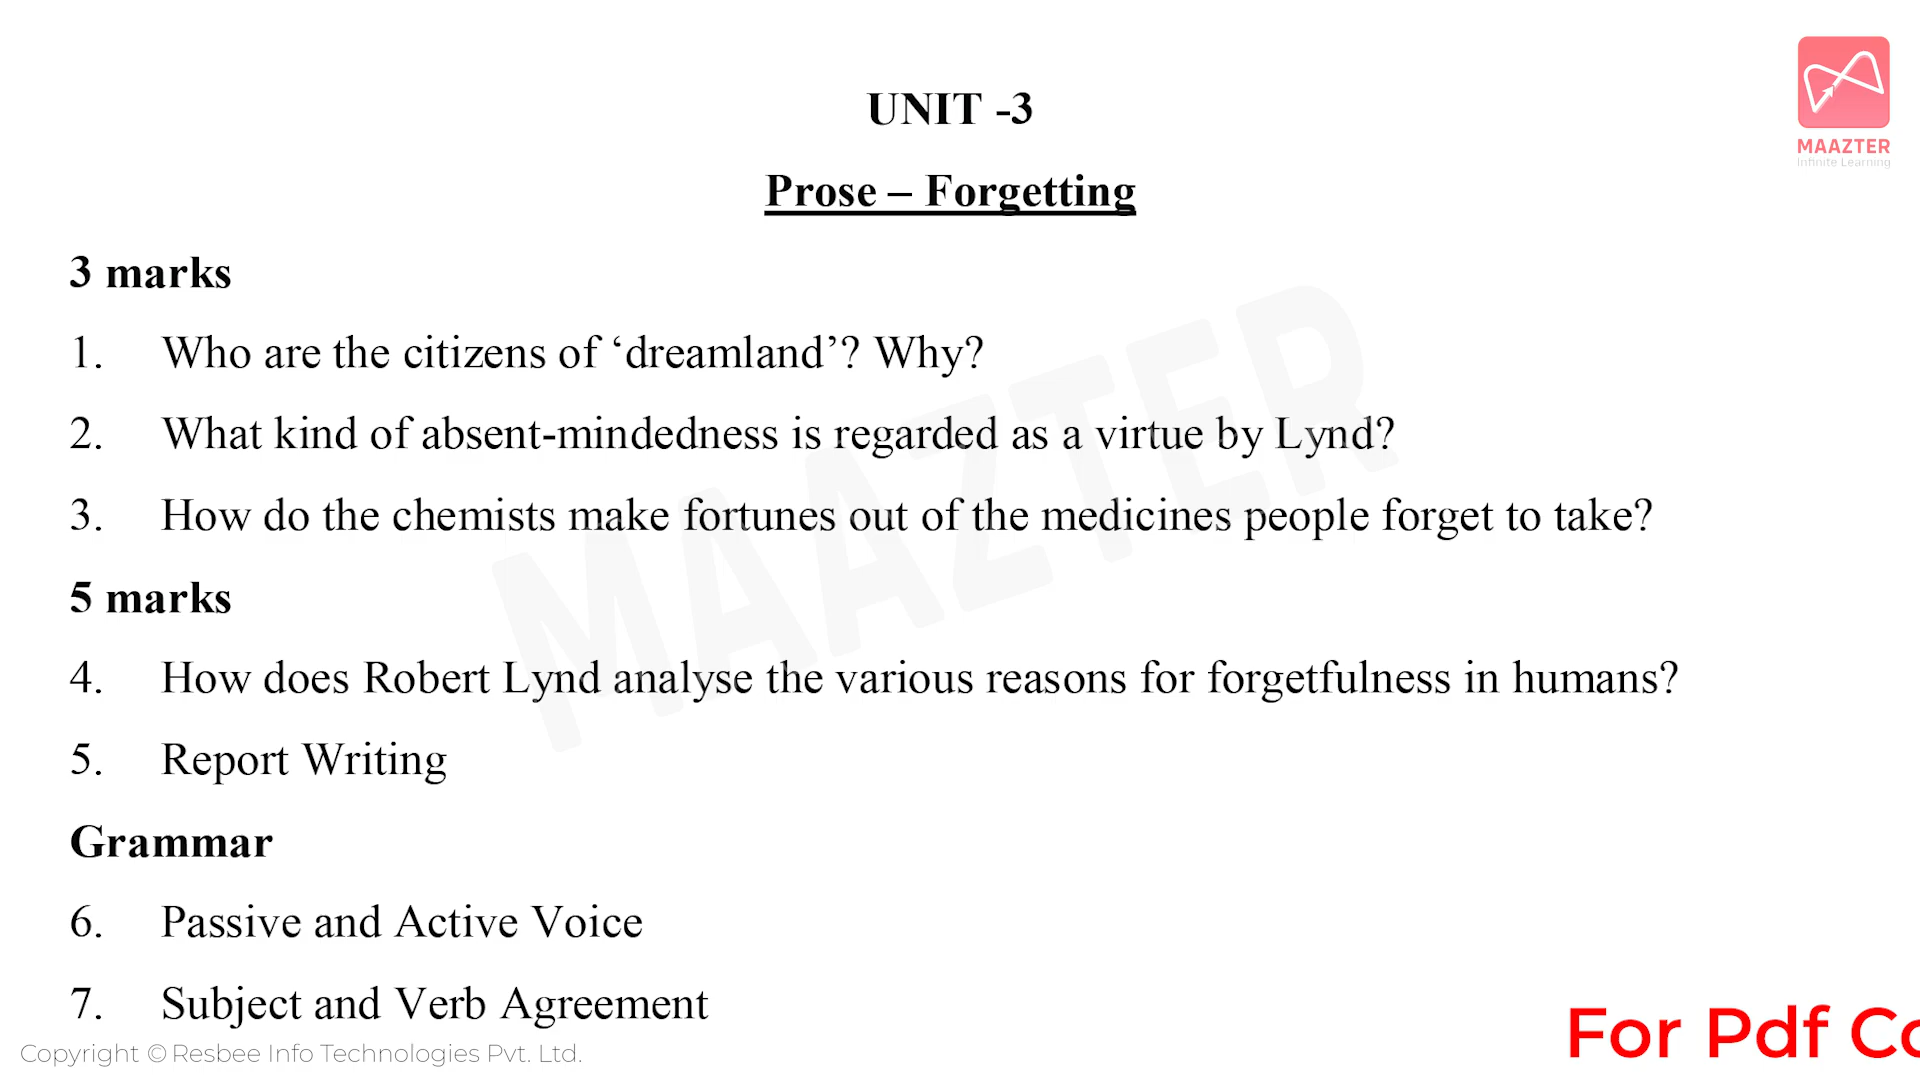 UNIT -3
MAAZTER
Infinite Learning
Prose – Forgetting
3 marks
1. Who are the citizens of ‘dreamland’? Why?
2. What kind of absent-mindedness is regarded as a virtue by Lynd?
3. How do the chemists make fortunes out of the medicines people forget to take?
MAAZTER
5 marks
4. How does Robert Lynd analyse the various reasons for forgetfulness in humans?
5. Report Writing
Grammar
6. Passive and Active Voice
7. Subject and Verb Agreement
For Pdf Co
Copyright © Resbee Info Technologies Pvt. Ltd.